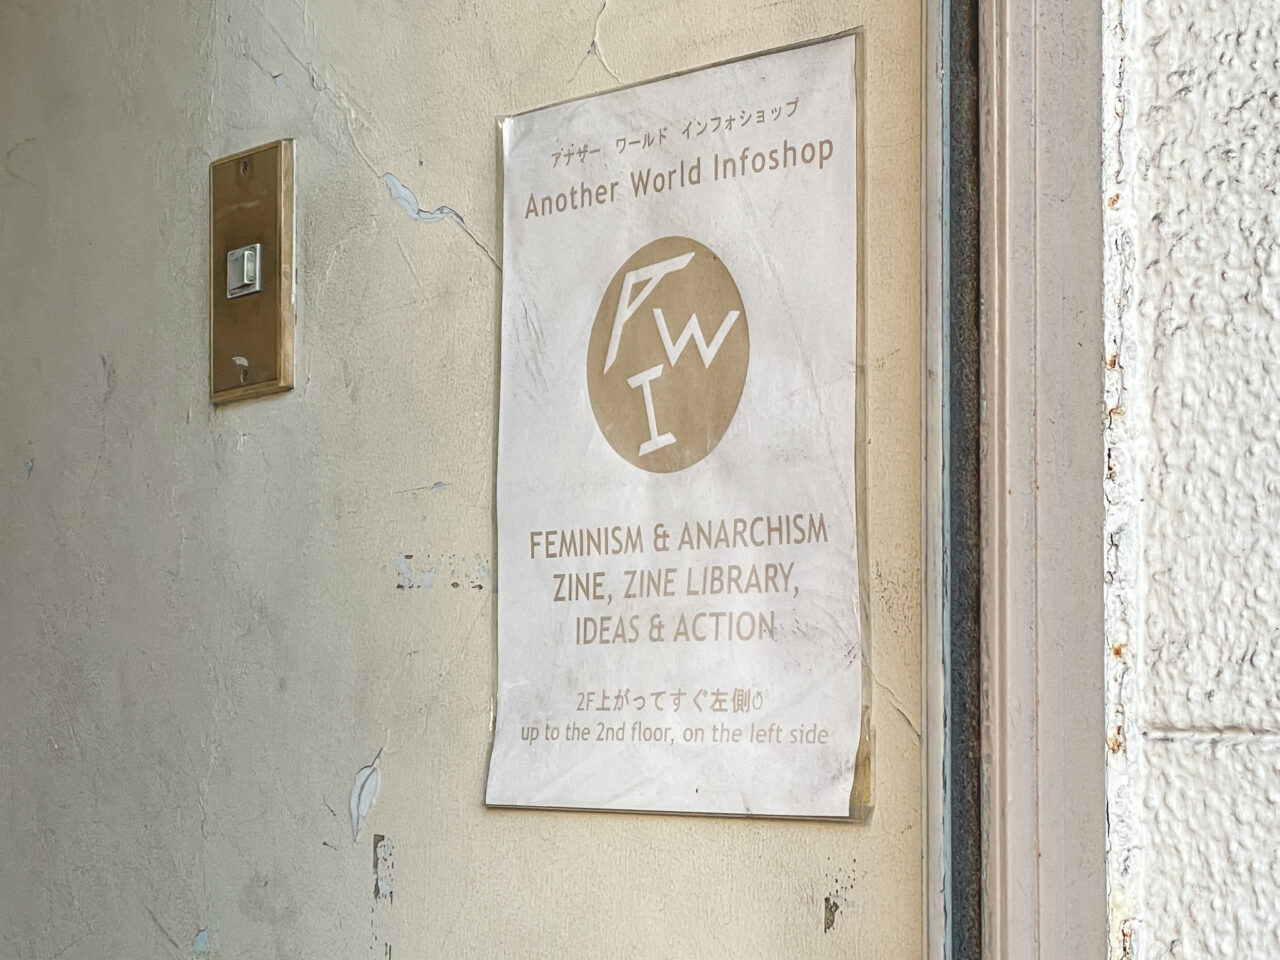 アナザー ワールド インフォショップ
Another World Infoshop
A
W
I
FEMINISM & ANARCHISM
ZINE, ZINE LIBRARY,
IDEAS & ACTION
2F上がってすぐ左側
up to the 2nd floor, on the left side